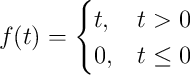 f(t) = { t, t > 0
0, t ≤ 0